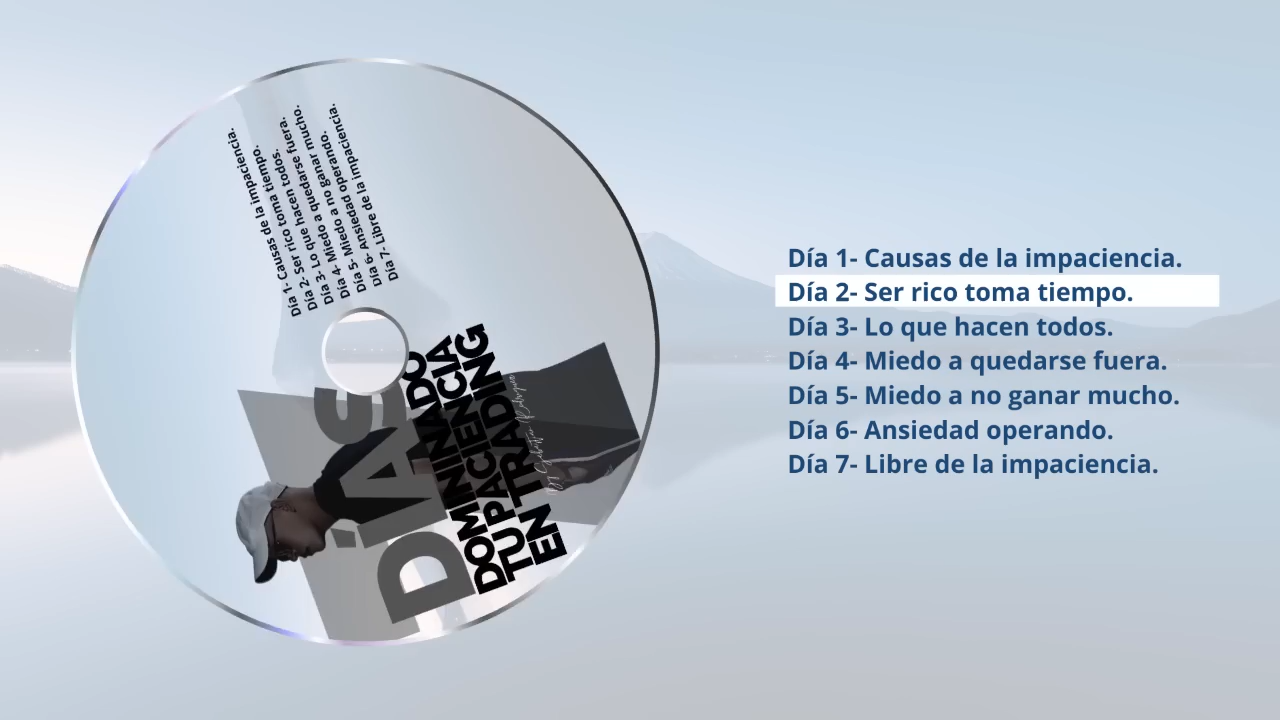 Día 1- Causas de la impaciencia.
Día 2- Ser rico toma tiempo.
Día 3- Lo que hacen todos.
Día 4- Miedo a quedarse fuera.
Día 5- Miedo a no ganar mucho.
Día 6- Ansiedad operando.
Día 7- Libre de la impaciencia.
DÍAS
DOMININADO
TU PACIENCIA
EN TRADING
Día 1- Causas de la impaciencia.
Día 2- Ser rico toma tiempo.
Día 3- Lo que hacen todos.
Día 4- Miedo a quedarse fuera.
Día 5- Miedo a no ganar mucho.
Día 6- Ansiedad operando.
Día 7- Libre de la impaciencia.